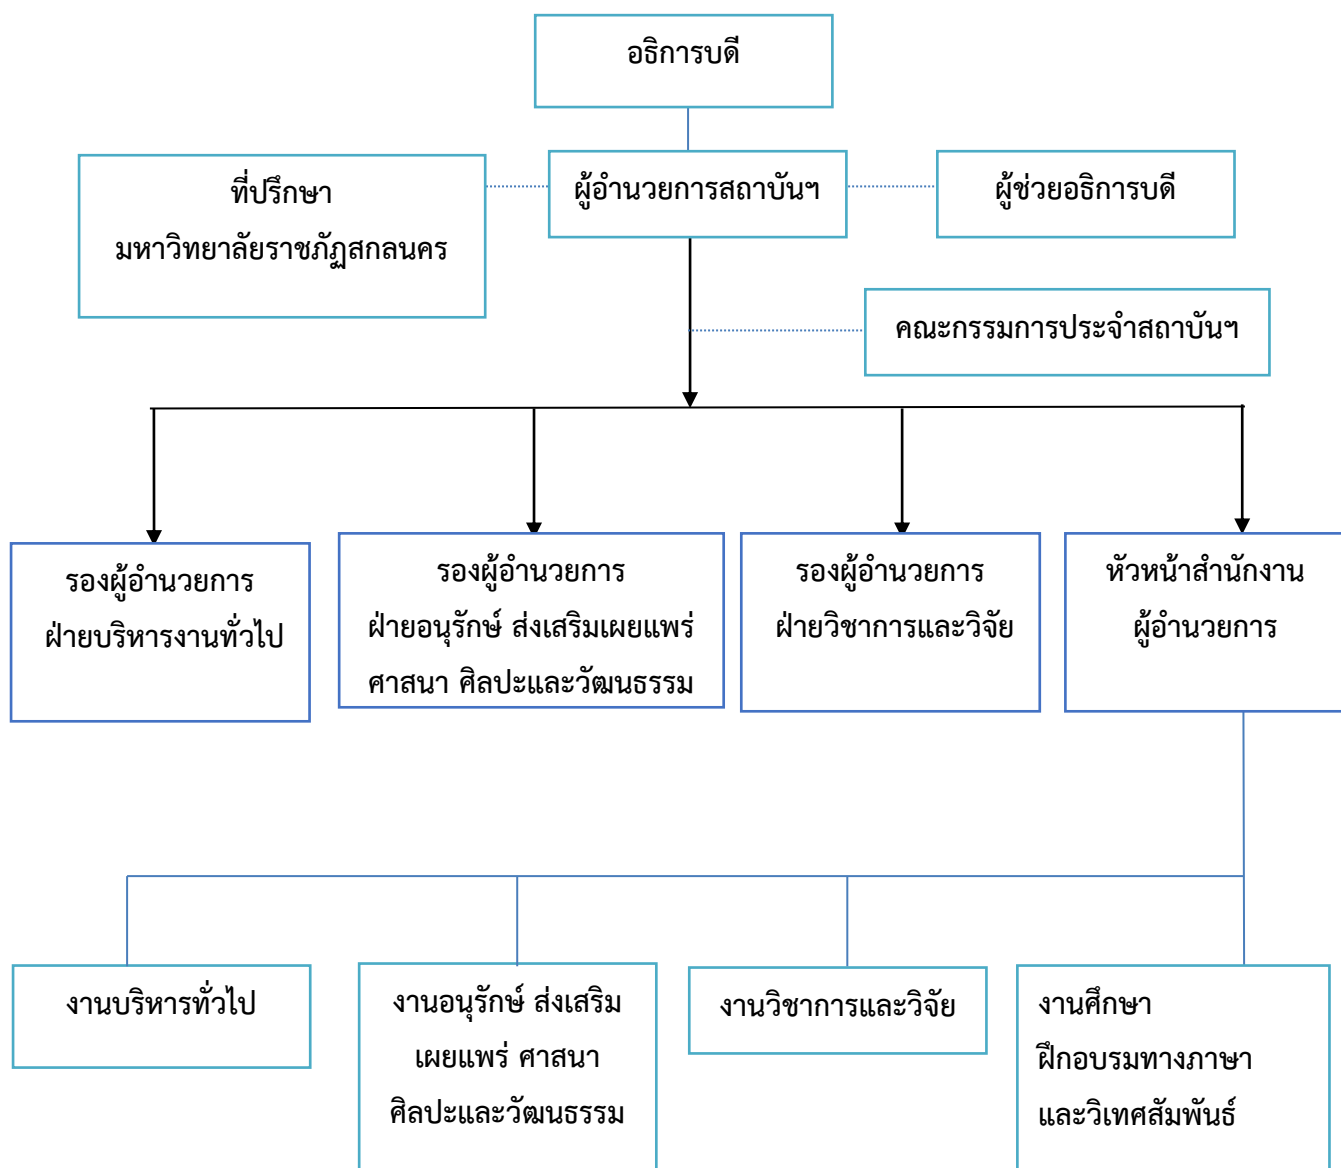 อธิการบดี
ที่ปรึกษา
มหาวิทยาลัยราชภัฏสกลนคร
ผู้อำนวยการสถาบันฯ
ผู้ช่วยอธิการบดี
คณะกรรมการประจำสถาบันฯ
รองผู้อำนวยการ
ฝ่ายบริหารงานทั่วไป
รองผู้อำนวยการ
ฝ่ายอนุรักษ์ ส่งเสริมเผยแพร่
ศาสนา ศิลปะและวัฒนธรรม
รองผู้อำนวยการ
ฝ่ายวิชาการและวิจัย
หัวหน้าสำนักงาน
ผู้อำนวยการ
งานบริหารทั่วไป
งานอนุรักษ์ ส่งเสริม
เผยแพร่ ศาสนา
ศิลปะและวัฒนธรรม
งานวิชาการและวิจัย
งานศึกษา
ฝึกอบรมทางภาษา
และวิเทศสัมพันธ์